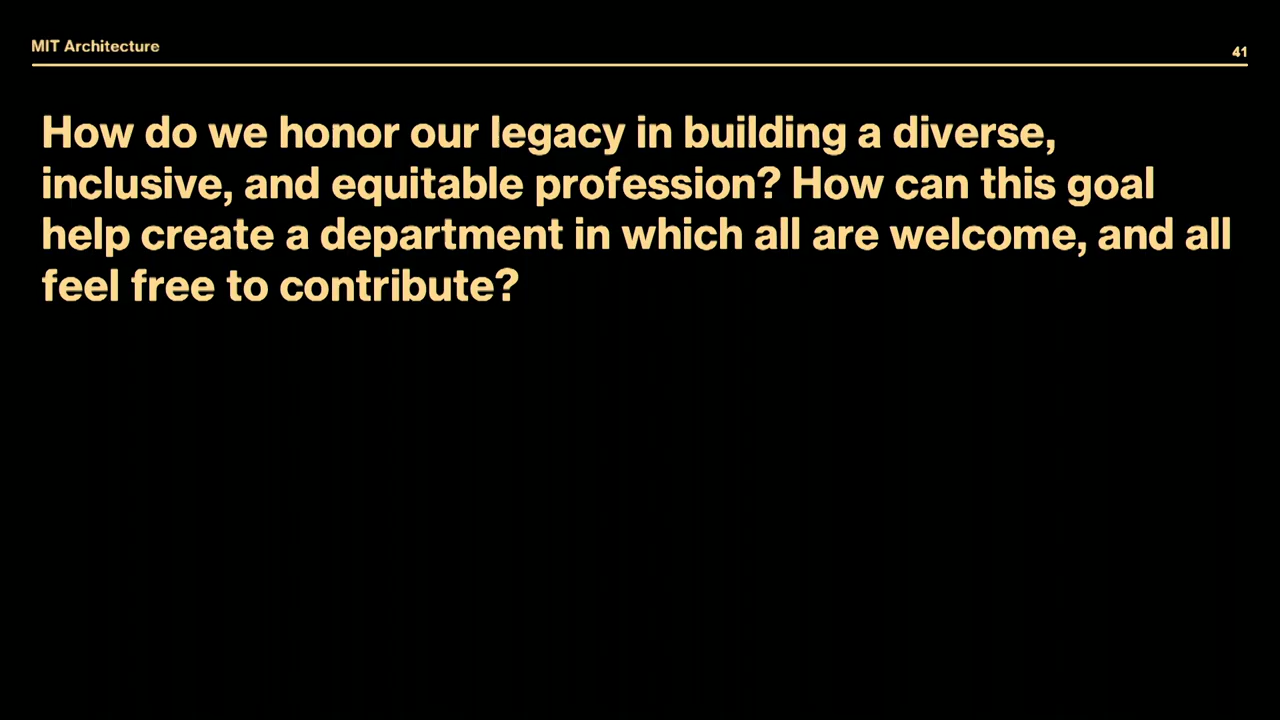 MIT Architecture
41
How do we honor our legacy in building a diverse,
inclusive, and equitable profession? How can this goal
help create a department in which all are welcome, and all
feel free to contribute?